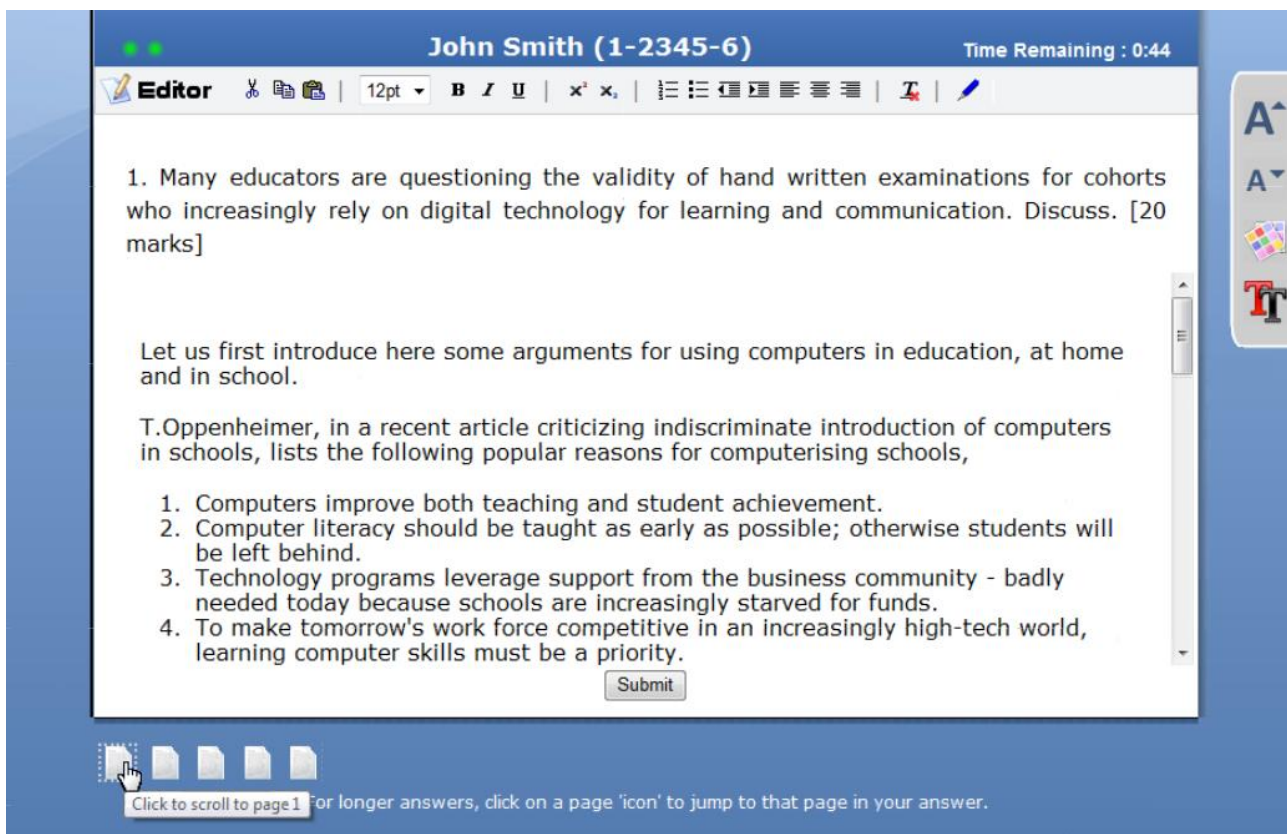 John Smith (1-2345-6)
Time Remaining : 0:44
Editor
12pt
B I U
x² x₂
A
A
T T
1. Many educators are questioning the validity of hand written examinations for cohorts
who increasingly rely on digital technology for learning and communication. Discuss. [20
marks]
Let us first introduce here some arguments for using computers in education, at home
and in school.
T.Oppenheimer, in a recent article criticizing indiscriminate introduction of computers
in schools, lists the following popular reasons for computerising schools,
1. Computers improve both teaching and student achievement.
2. Computer literacy should be taught as early as possible; otherwise students will
be left behind.
3. Technology programs leverage support from the business community - badly
needed today because schools are increasingly starved for funds.
4. To make tomorrow's work force competitive in an increasingly high-tech world,
learning computer skills must be a priority.
Submit
Click to scroll to page 1
or longer answers, click on a page 'icon' to jump to that page in your answer.